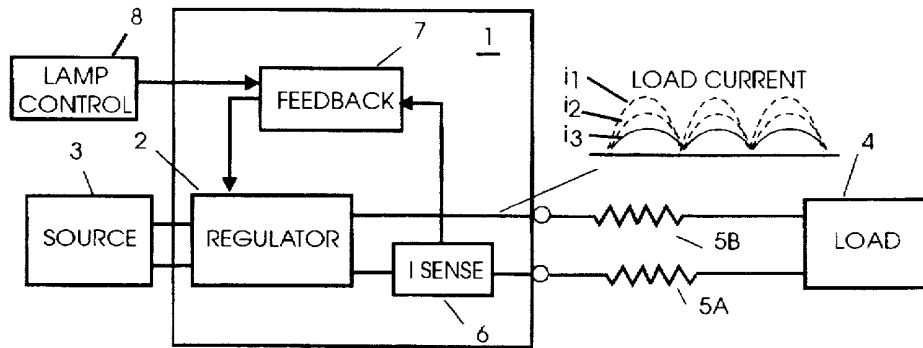 8
1
7
LAMP
CONTROL
FEEDBACK
i1
LOAD CURRENT
i2
i3
3
2
4
SOURCE
REGULATOR
I SENSE
5B
LOAD
6
5A